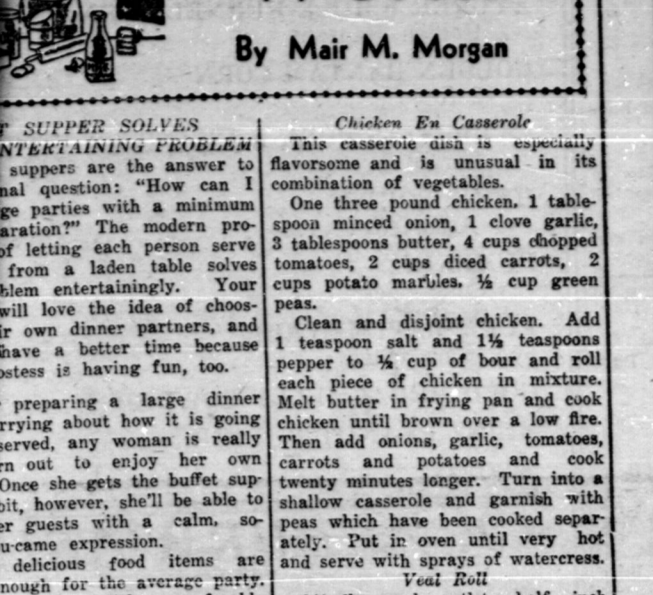 By Mair M. Morgan
SUPPER SOLVES
ENTERTAINING PROBLEM
suppers are the answer to
question: "How can I
parties with a minimum
The modern
of letting each person serve
from a laden table solves
entertainingly. Your
will love the idea of choos-
own dinner partners, and
have a better time because
is having fun, too.
preparing a large dinner
about how it is going
served, any woman is really
out to enjoy her own
Once she gets the buffet sup-
bit, however, she'll be able to
guests with a calm, so-
u-came expression.
delicious food items are
nough for the average party.
Chicken En Casserole
This casserole dish is especially
flavorsome and is unusual in its
combination of vegetables.
One three pound chicken. 1 table-
spoon minced onion, 1 clove garlic,
3 tablespoons butter, 4 cups chopped
tomatoes, 2 cups diced carrots, 2
cups potato marbles. ½ cup green
peas.
Clean and disjoint chicken. Add
1 teaspoon salt and 1½ teaspoons
pepper to ½ cup of bour and roll
each piece of chicken in mixture.
Melt butter in frying pan and cook
chicken until brown over a low fire.
Then add onions, garlic, tomatoes,
carrots and potatoes and cook
twenty minutes longer. Turn into a
shallow casserole and garnish with
peas which have been cooked separ-
ately. Put in oven until very hot
and serve with sprays of watercress.
Veal Roll